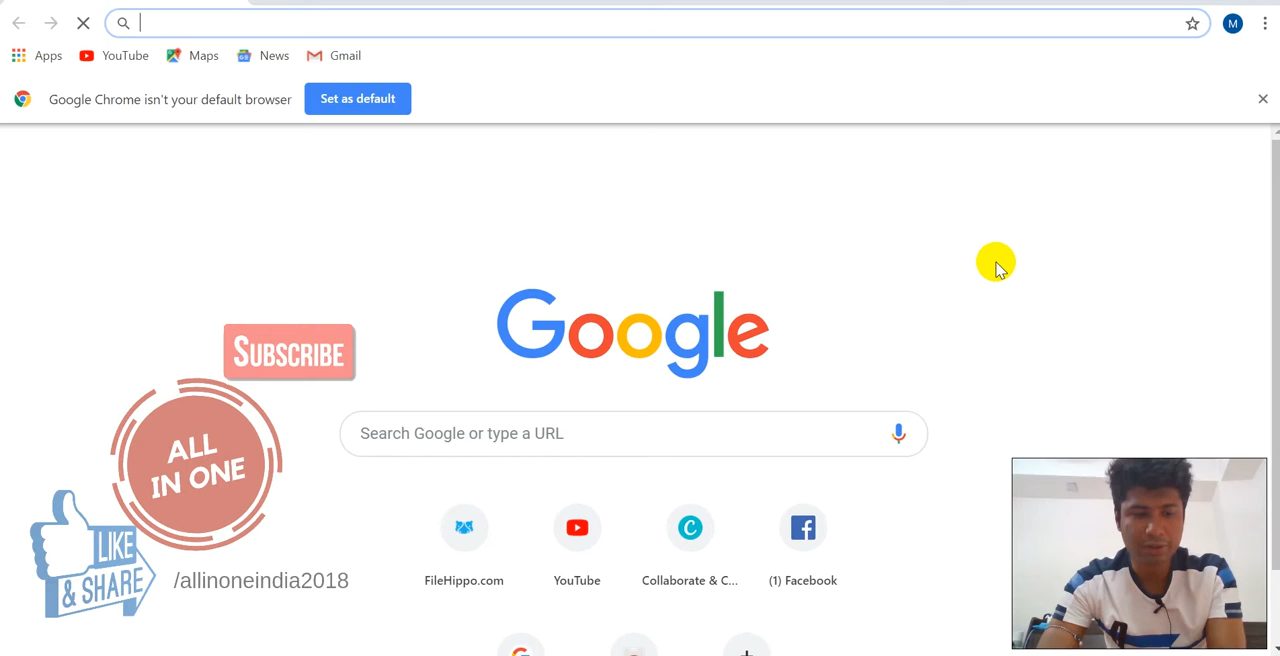 M
Apps YouTube Maps News Gmail
Google Chrome isn't your default browser Set as default
Google
SUBSCRIBE
Search Google or type a URL
ALL
IN ONE
LIKE
& SHARE
/allinoneindia2018
C
FileHippo.com YouTube Collaborate & C... (1) Facebook